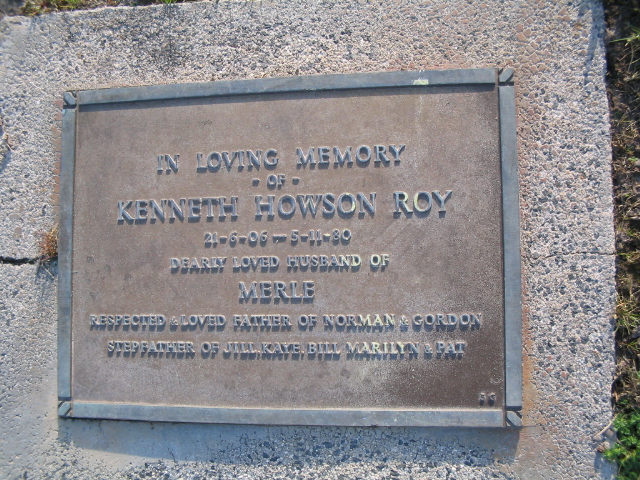 IN LOVING MEMORY
- OF -
KENNETH HOWSON ROY
21-6-06 - 5-11-80
DEARLY LOVED HUSBAND OF
MERLE
RESPECTED & LOVED FATHER OF NORMAN & GORDON
STEPFATHER OF JILL, KAYE, BILL, MARILYN & PAT